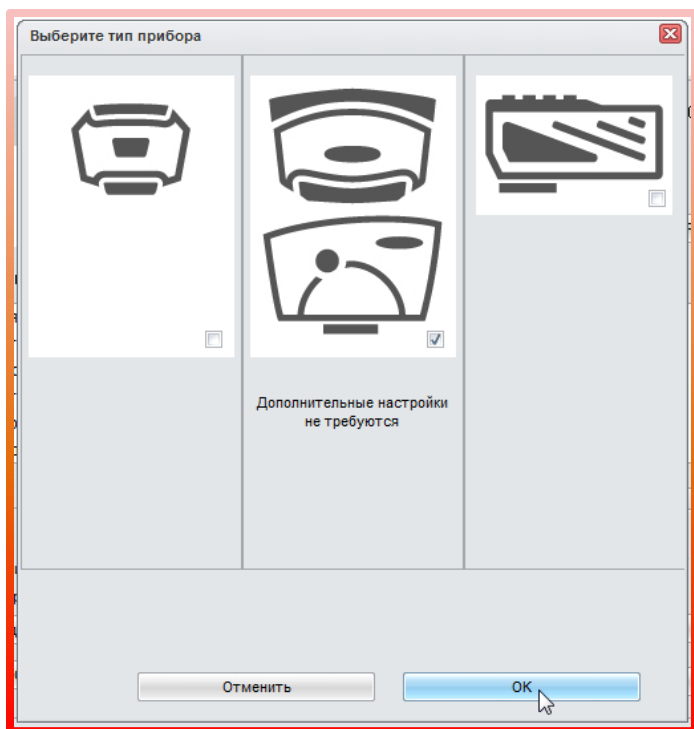 Выберите тип прибора
Дополнительные настройки
не требуются
Отменить
OK